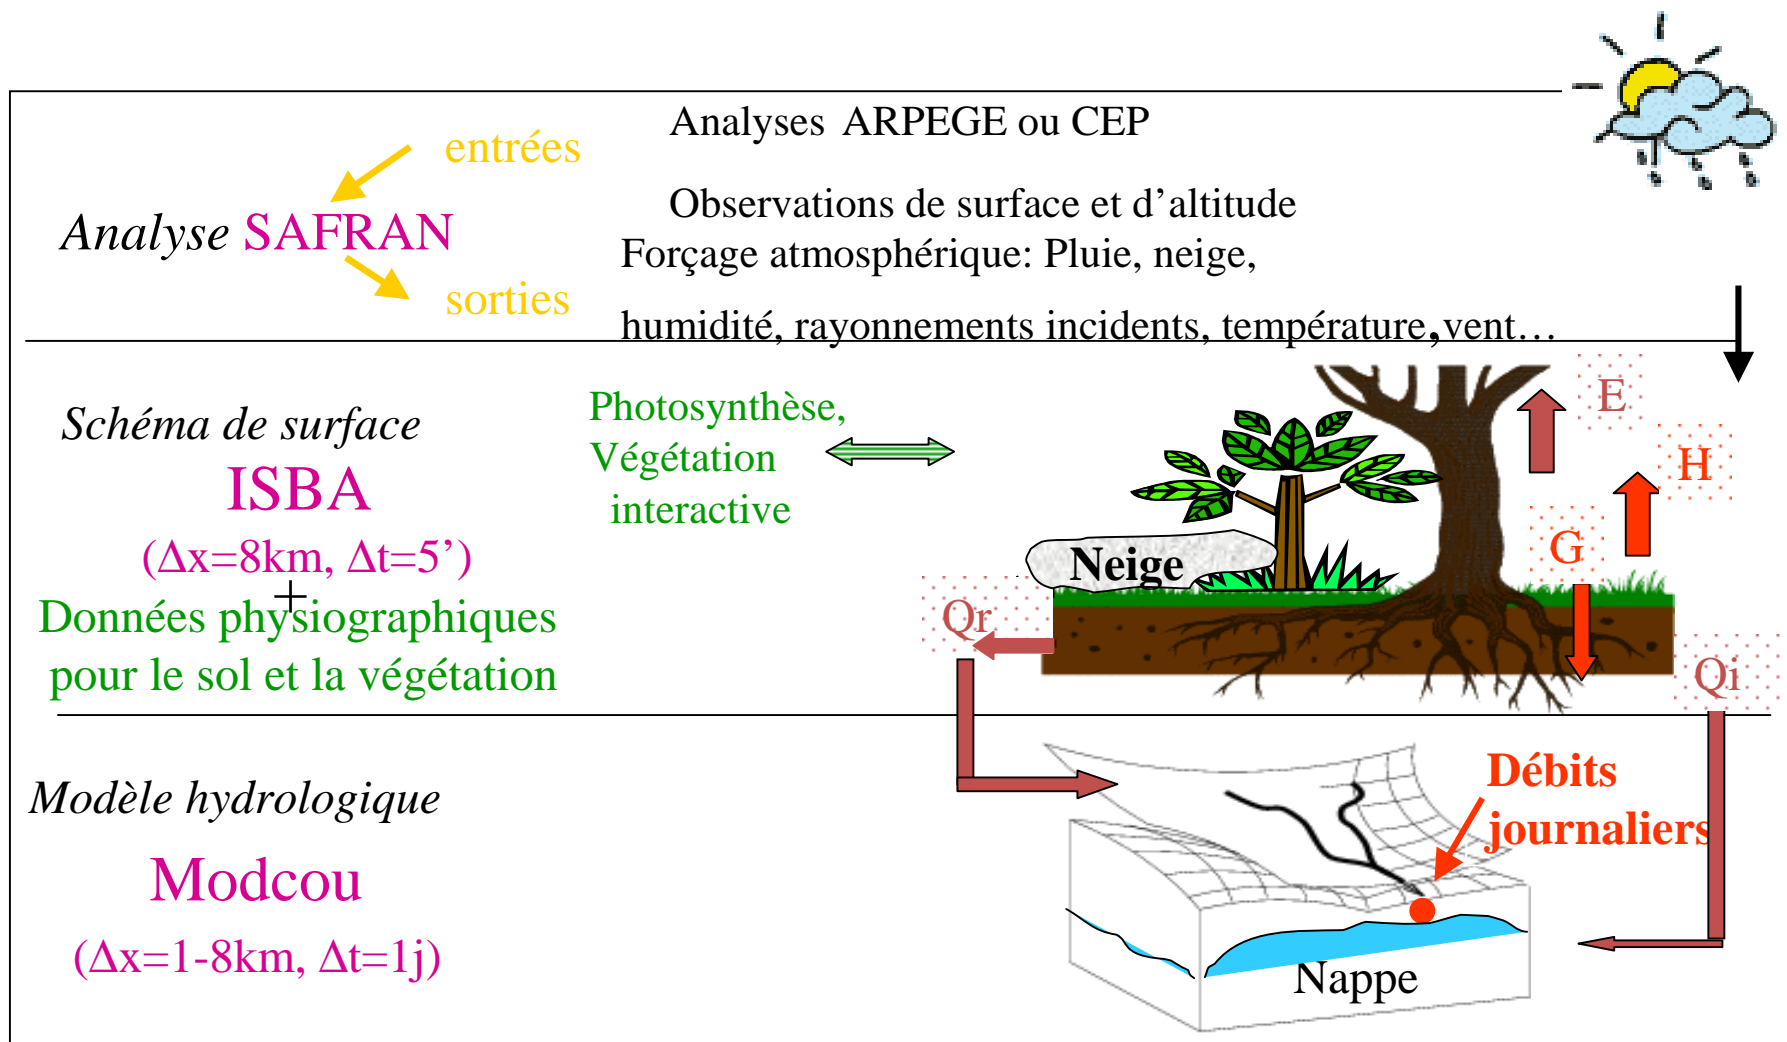 Analyses ARPEGE ou CEP
entrées
Observations de surface et d’altitude
Analyse SAFRAN
Forçage atmosphérique: Pluie, neige,
sorties
humidité, rayonnements incidents, température,vent…
Schéma de surface
ISBA
(Δx=8km, Δt=5’)
+
Données physiographiques
pour le sol et la végétation
Photosynthèse,
Végétation
interactive
E
H
G
Neige
Qr
Qi
Modèle hydrologique
Modcou
(Δx=1-8km, Δt=1j)
Débits
journaliers
Nappe